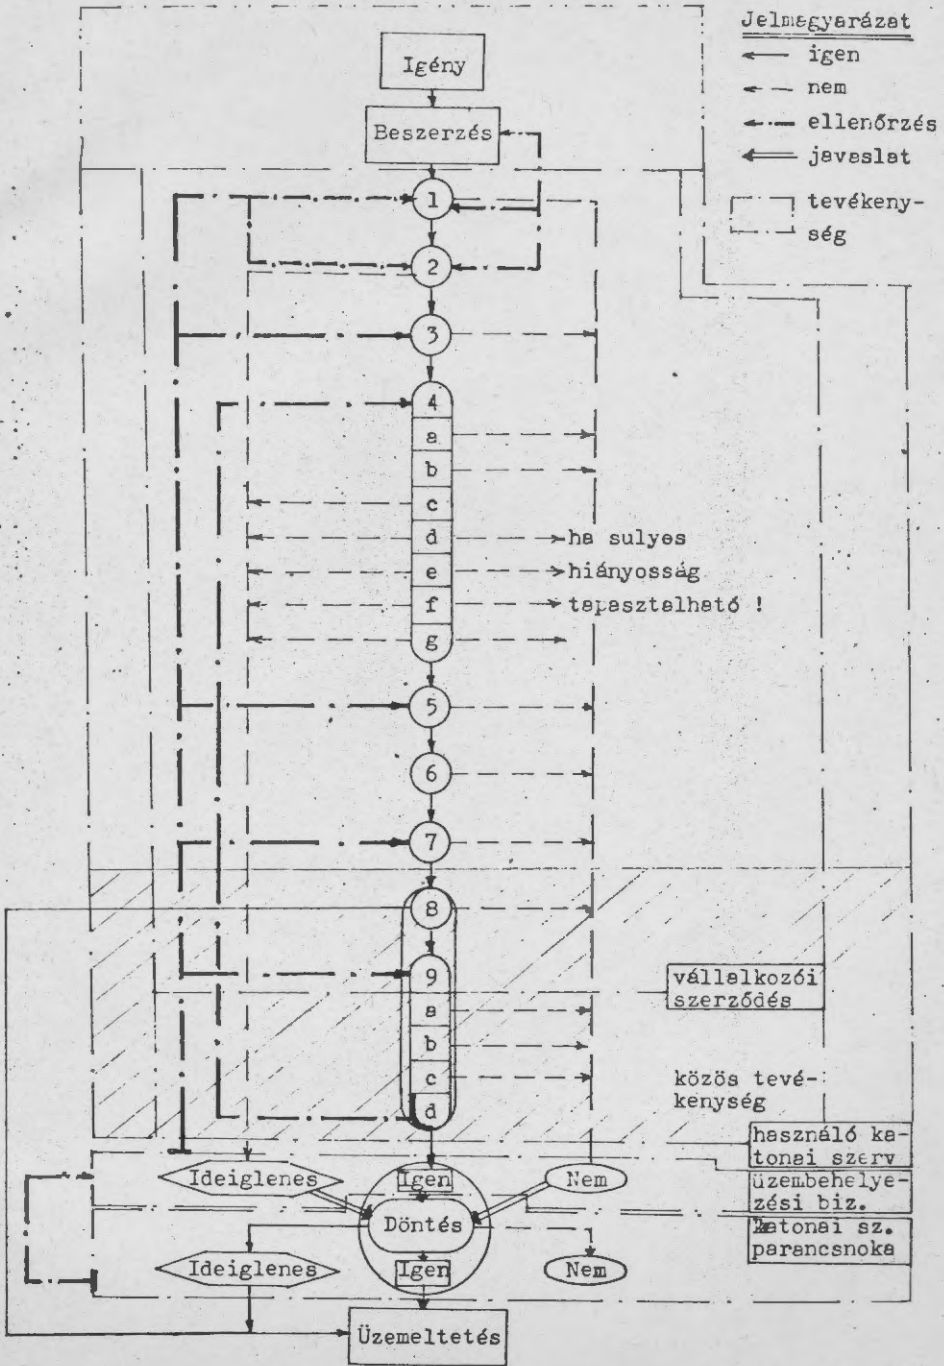 Jelmagyarázat
igen
nem
ellenőrzés
javaslat
tevékeny-
ség
Igény
Beszerzés
1
2
3
4
a
b
c
d
e
f
g
ha sulyos
hiányosság
tapasztalható !
5
6
7
8
9
a
b
c
d
vállalkozói
szerződés
közös tevé-
kenység
használó ka-
tonai szerv
üzembehelye-
zési biz.
katonai sz.
parancsnoka
Ideiglenes
Igen
Nem
Döntés
Ideiglenes
Igen
Nem
Üzemeltetés